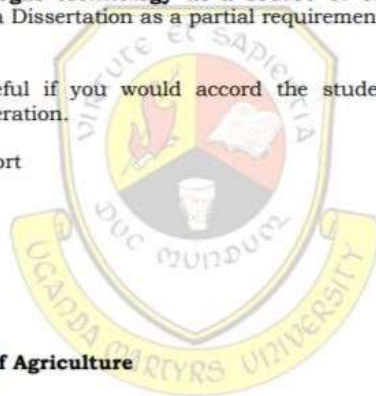 a Dissertation as a partial requirement
eful if you would accord the stude
eration.
ort
VIRTUTE ET SAPIENTIA
DUC MUNDUM
UGANDA MARTYRS UNIVERSITY
of Agriculture